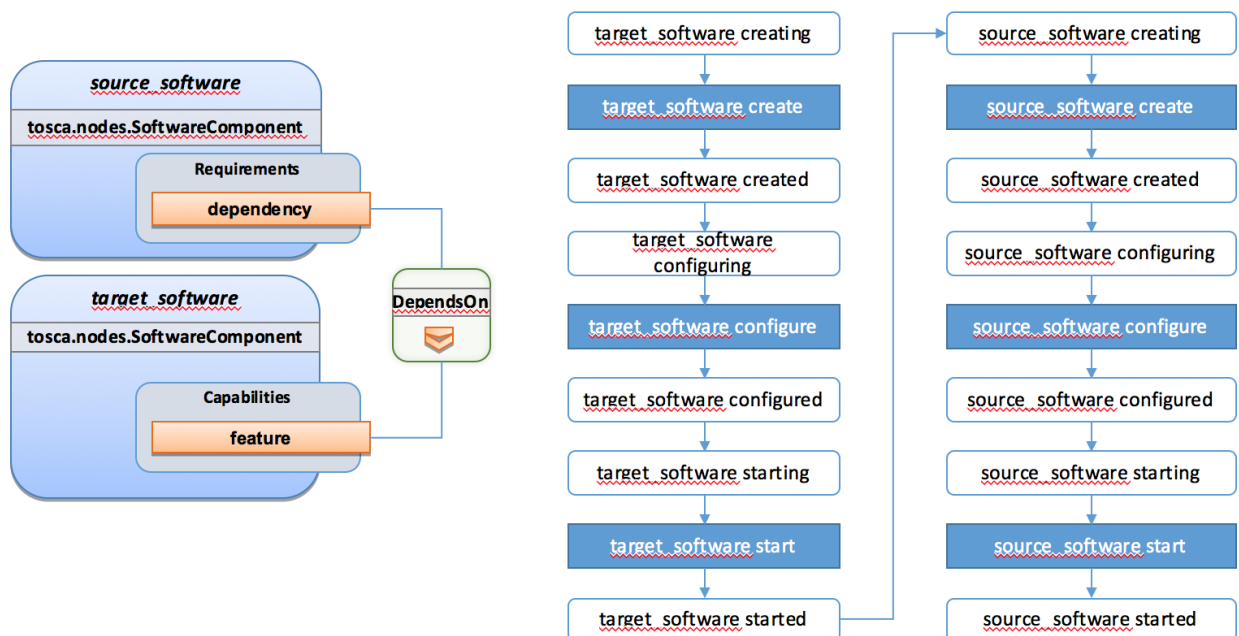 source_software
tosca.nodes.SoftwareComponent
Requirements
dependency
target_software
tosca.nodes.SoftwareComponent
Capabilities
feature
DependsOn
target_software creating
target_software create
target_software created
target_software
configuring
target_software configure
target_software configured
target_software starting
target_software start
target_software started
source_software creating
source_software create
source_software created
source_software configuring
source_software configure
source_software configured
source_software starting
source_software start
source_software started